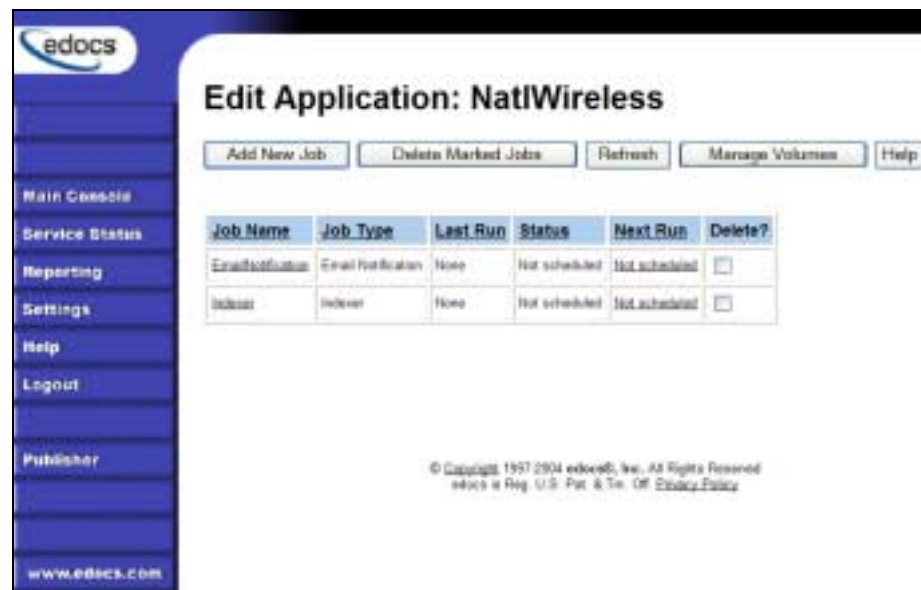 edocs
Edit Application: NatlWireless
Add New Job
Delete Marked Jobs
Refresh
Manage Volumes
Help
Main Console
Service Status
Reporting
Settings
Help
Logout
Publisher
www.edocs.com
Job Name Job Type Last Run Status Next Run Delete?
EmailNotification Email Notification None Not scheduled Not scheduled
Indexer Indexer None Not scheduled Not scheduled
© Copyright 1997-2004 edocs®, Inc. All Rights Reserved
edocs is Reg. U.S. Pat. & Tm. Off. Privacy Policy